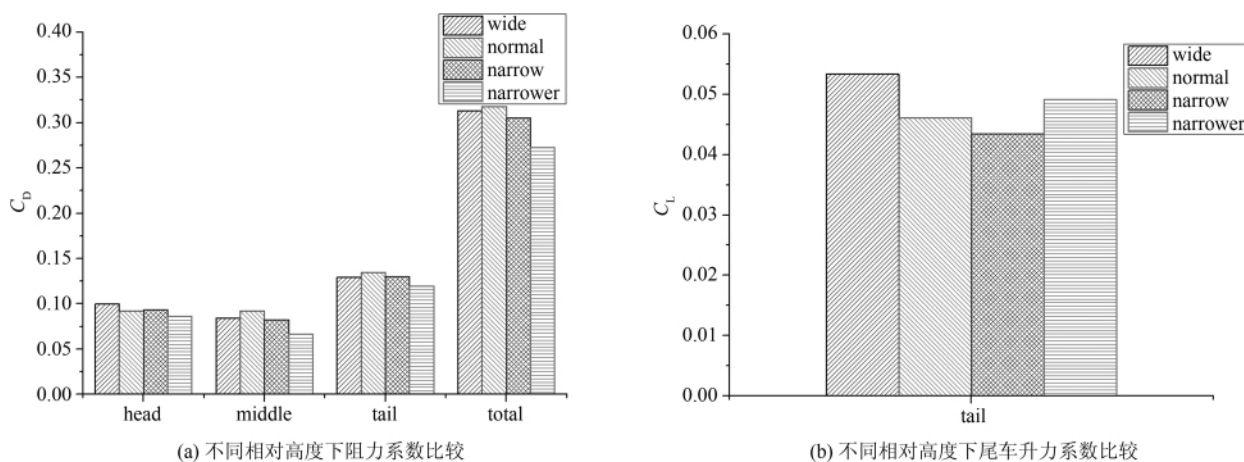 0.40
0.35
0.30
0.25
0.20
0.15
0.10
0.05
0.00
C_D
wide
normal
narrow
narrower
head middle tail total
(a) 不同相对高度下阻力系数比较
0.06
0.05
0.04
0.03
0.02
0.01
0.00
C_L
wide
normal
narrow
narrower
tail
(b) 不同相对高度下尾车升力系数比较